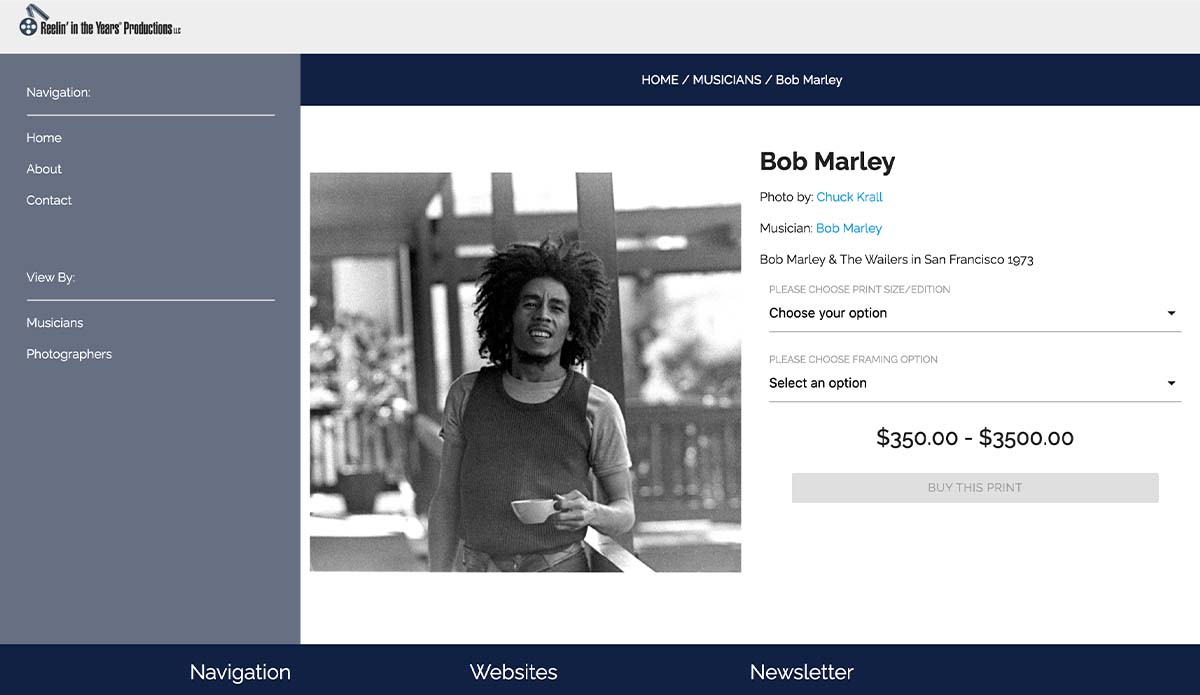 Reelin' in the Years® Productions LLC
Navigation:
Home
About
Contact
View By:
Musicians
Photographers
HOME / MUSICIANS / Bob Marley
Bob Marley
Photo by: Chuck Krall
Musician: Bob Marley
Bob Marley & The Wailers in San Francisco 1973
PLEASE CHOOSE PRINT SIZE/EDITION
Choose your option
PLEASE CHOOSE FRAMING OPTION
Select an option
$350.00 - $3500.00
BUY THIS PRINT
Navigation
Websites
Newsletter